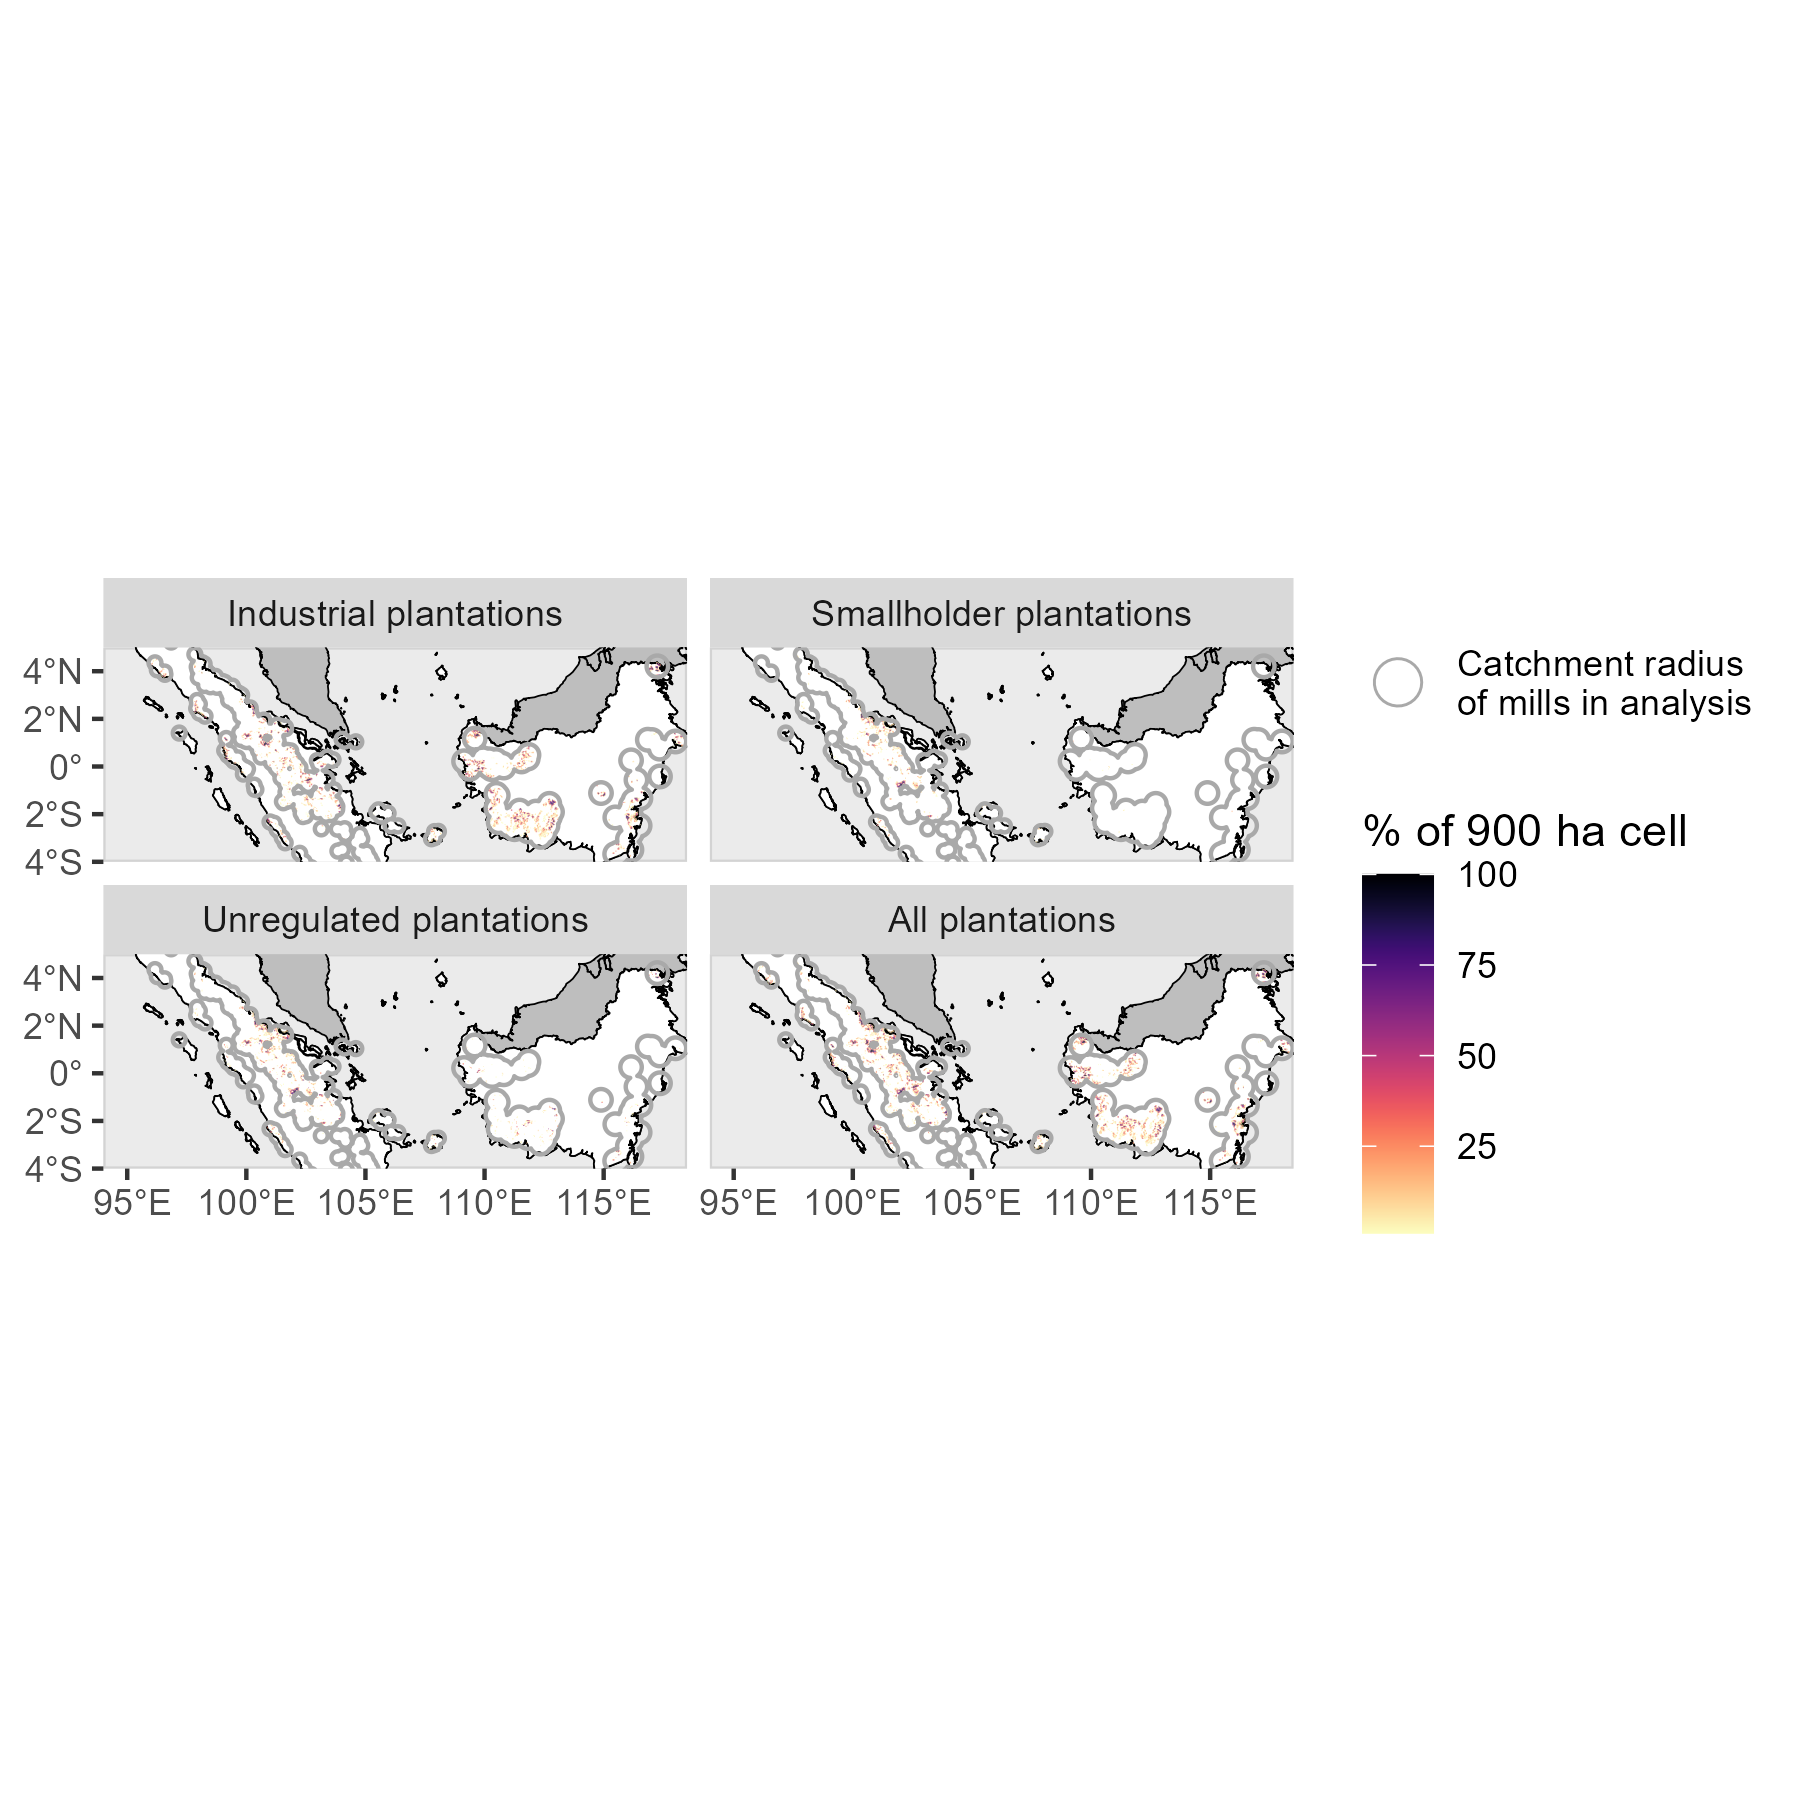 Industrial plantations
Smallholder plantations
4°N
2°N
0°
2°S
4°S
Unregulated plantations
All plantations
4°N
2°N
0°
2°S
4°S
95°E 100°E 105°E 110°E 115°E
95°E 100°E 105°E 110°E 115°E
Catchment radius
of mills in analysis
% of 900 ha cell
100
75
50
25